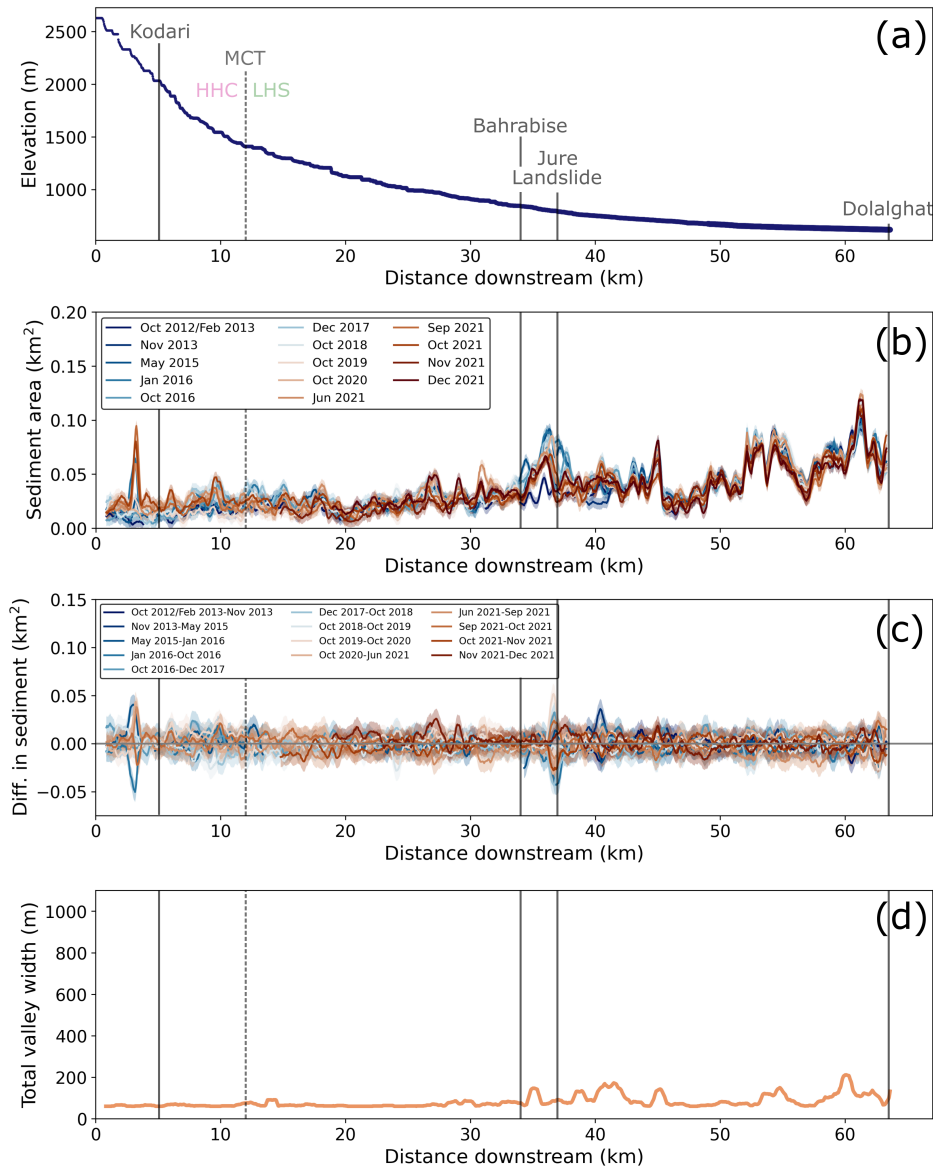 (a)
Kodari
MCT
HHC
LHS
Bahrabise
Jure
Landslide
Dolalghat
Elevation (m)
2500
2000
1500
1000
0 10 20 30 40 50 60
Distance downstream (km)
(b)
Sediment area (km²)
0.20
0.15
0.10
0.05
0.00
Oct 2012/Feb 2013
Nov 2013
May 2015
Jan 2016
Oct 2016
Dec 2017
Oct 2018
Oct 2019
Oct 2020
Jun 2021
Sep 2021
Oct 2021
Nov 2021
Dec 2021
0 10 20 30 40 50 60
Distance downstream (km)
(c)
Diff. in sediment (km²)
0.15
0.10
0.05
0.00
−0.05
Oct 2012/Feb 2013-Nov 2013
Nov 2013-May 2015
May 2015-Jan 2016
Jan 2016-Oct 2016
Oct 2016-Dec 2017
Dec 2017-Oct 2018
Oct 2018-Oct 2019
Oct 2019-Oct 2020
Oct 2020-Jun 2021
Jun 2021-Sep 2021
Sep 2021-Oct 2021
Oct 2021-Nov 2021
Nov 2021-Dec 2021
0 10 20 30 40 50 60
Distance downstream (km)
(d)
Total valley width (m)
1000
800
600
400
200
0
0 10 20 30 40 50 60
Distance downstream (km)